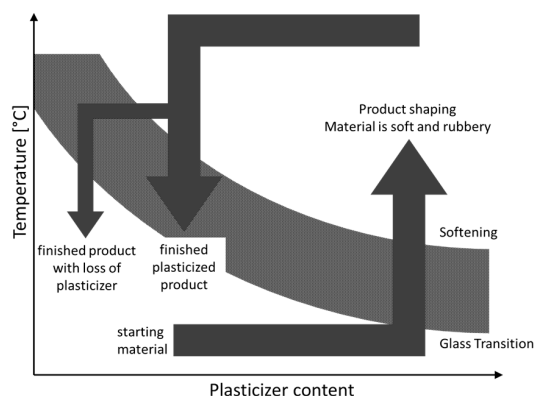 Temperature [°C]
Product shaping
Material is soft and rubbery
Softening
finished product
with loss of
plasticizer
finished
plasticized
product
starting
material
Glass Transition
Plasticizer content